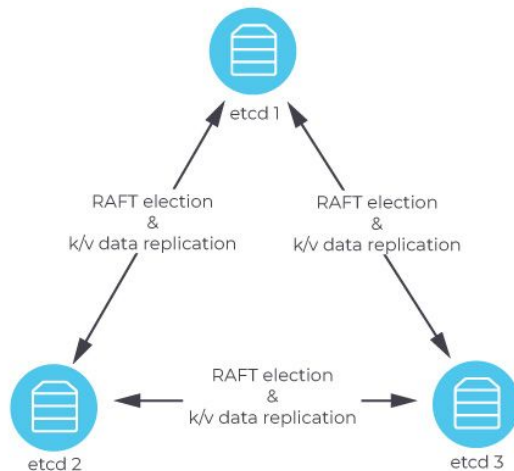 etcd 1
RAFT election
&
k/v data replication
RAFT election
&
k/v data replication
RAFT election
&
k/v data replication
etcd 2
etcd 3